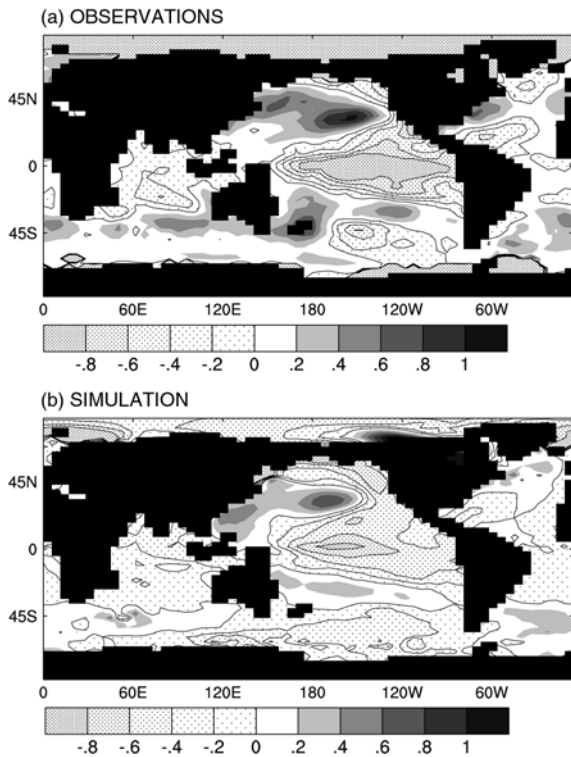 (a) OBSERVATIONS
45N
0
45S
0 60E 120E 180 120W 60W
-.8 -.6 -.4 -.2 0 .2 .4 .6 .8 1
(b) SIMULATION
45N
0
45S
0 60E 120E 180 120W 60W
-.8 -.6 -.4 -.2 0 .2 .4 .6 .8 1